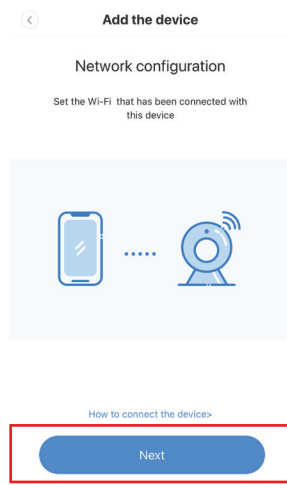 Add the device
Network configuration
Set the Wi-Fi that has been connected with
this device
How to connect the device>
Next